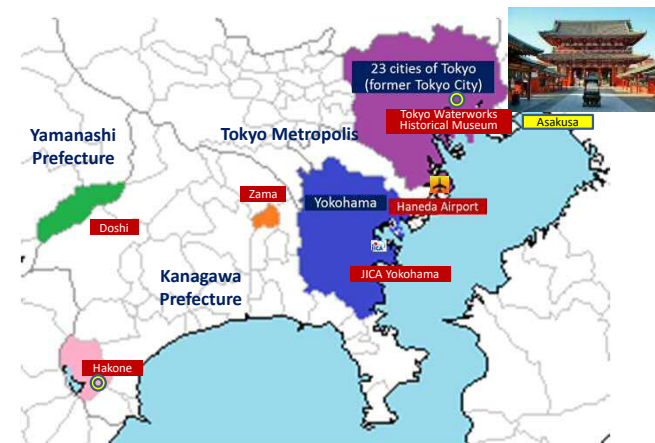 23 cities of Tokyo
(former Tokyo City)
Tokyo Waterworks
Historical Museum
Asakusa
Yamanashi
Prefecture
Tokyo Metropolis
Zama
Yokohama
Haneda Airport
Doshi
JICA
JICA Yokohama
Kanagawa
Prefecture
Hakone